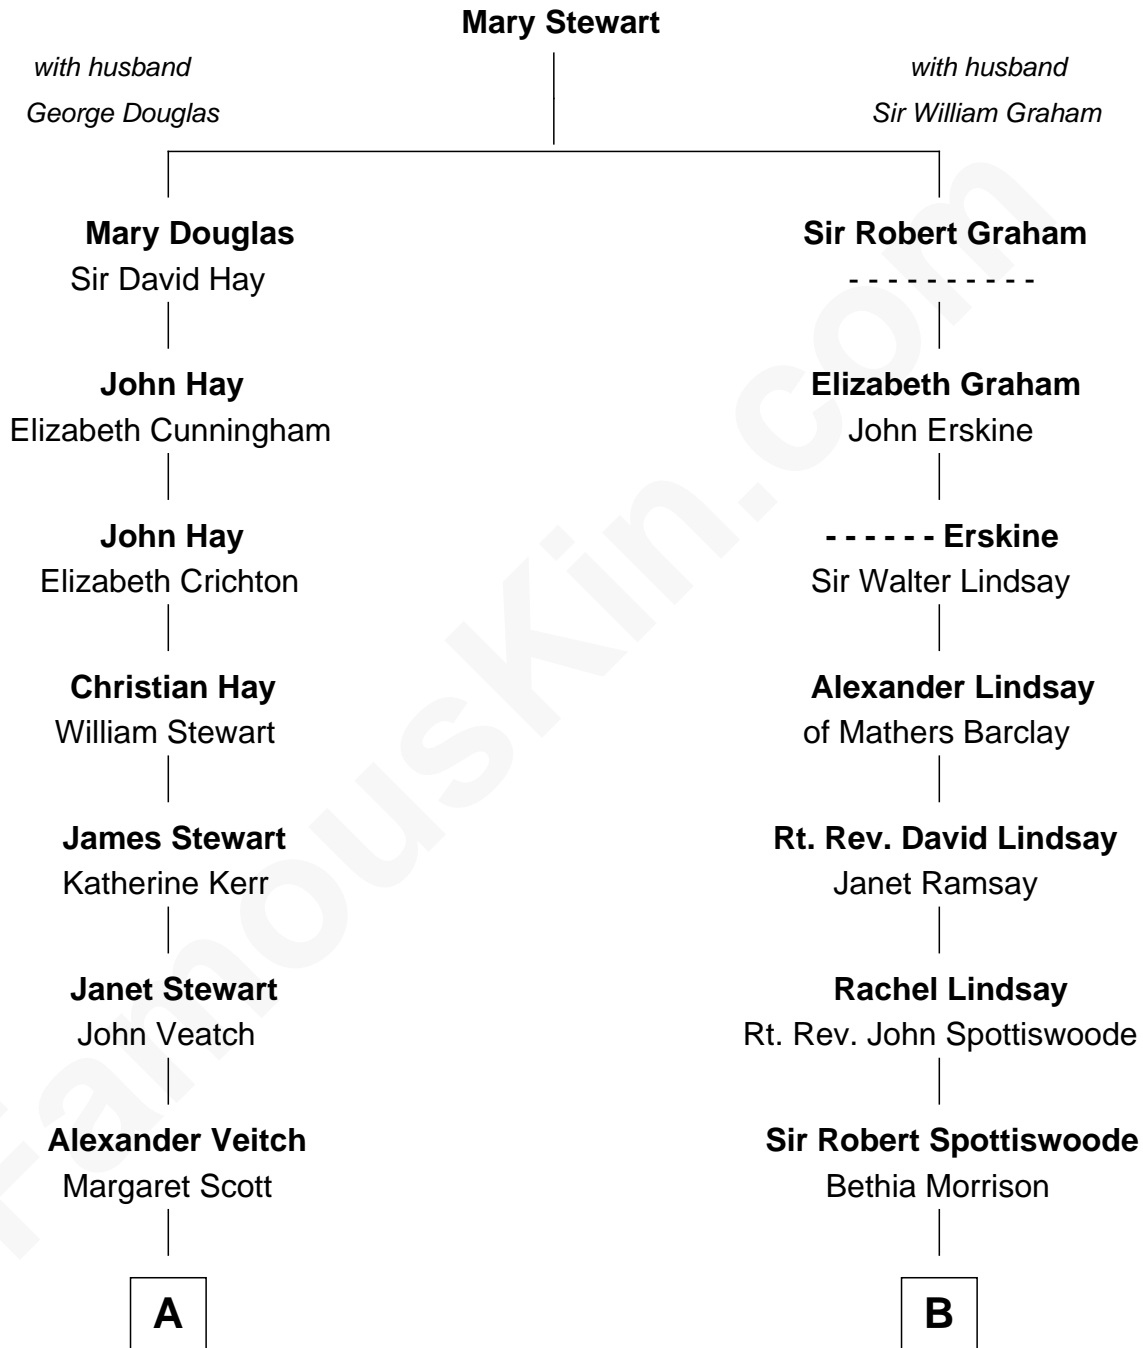 Mary Stewart
with husband
George Douglas
with husband
Sir William Graham
Mary Douglas
Sir David Hay
Sir Robert Graham
- - - - - - - - - -
John Hay
Elizabeth Cunningham
Elizabeth Graham
John Erskine
John Hay
Elizabeth Crichton
- - - - - - Erskine
Sir Walter Lindsay
Christian Hay
William Stewart
Alexander Lindsay
of Mathers Barclay
James Stewart
Katherine Kerr
Rt. Rev. David Lindsay
Janet Ramsay
Janet Stewart
John Veatch
Rachel Lindsay
Rt. Rev. John Spottiswoode
Alexander Veitch
Margaret Scott
Sir Robert Spottiswoode
Bethia Morrison
A
B
FamousKin.com